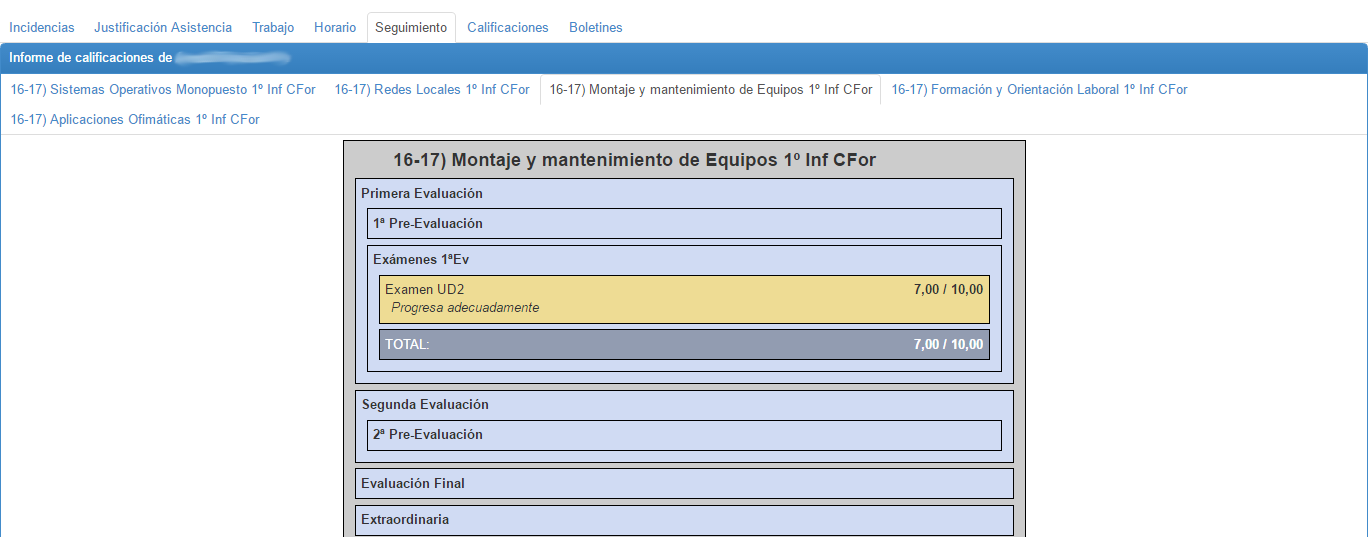 Incidencias Justificación Asistencia Trabajo Horario Seguimiento Calificaciones Boletines
Informe de calificaciones de
16-17) Sistemas Operativos Monopuesto 1º Inf CFor 16-17) Redes Locales 1º Inf CFor 16-17) Montaje y mantenimiento de Equipos 1º Inf CFor 16-17) Formación y Orientación Laboral 1º Inf CFor
16-17) Aplicaciones Ofimáticas 1º Inf CFor
16-17) Montaje y mantenimiento de Equipos 1º Inf CFor
Primera Evaluación
1ª Pre-Evaluación
Exámenes 1ªEv
Examen UD2 7,00 / 10,00
Progresa adecuadamente
TOTAL: 7,00 / 10,00
Segunda Evaluación
2ª Pre-Evaluación
Evaluación Final
Extraordinaria